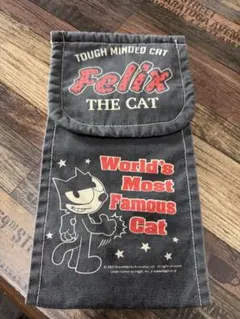 TOUGH MINDED CAT
Felix
THE CAT
World's
Most
Famous
Cat